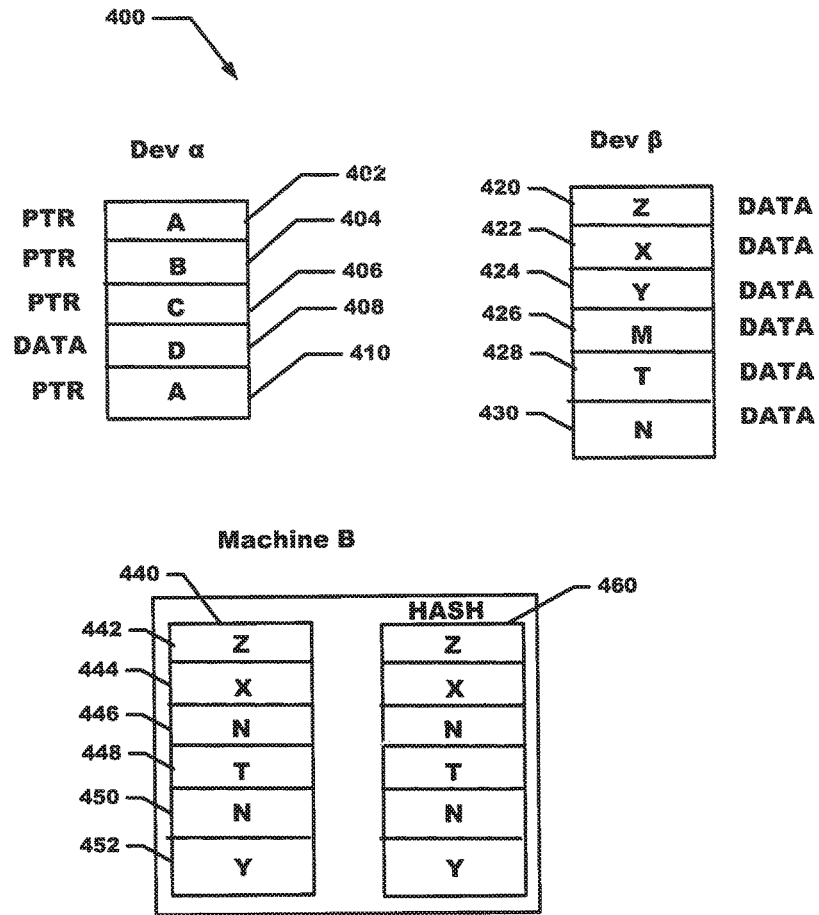 400
Dev α
402
PTR A
404
PTR B
406
PTR C
408
DATA D
410
PTR A
Dev β
420 Z DATA
422 X DATA
424 Y DATA
426 M DATA
428 T DATA
430 N DATA
Machine B
440
HASH
460
442 Z Z
444 X X
446 N N
448 T T
450 N N
452 Y Y